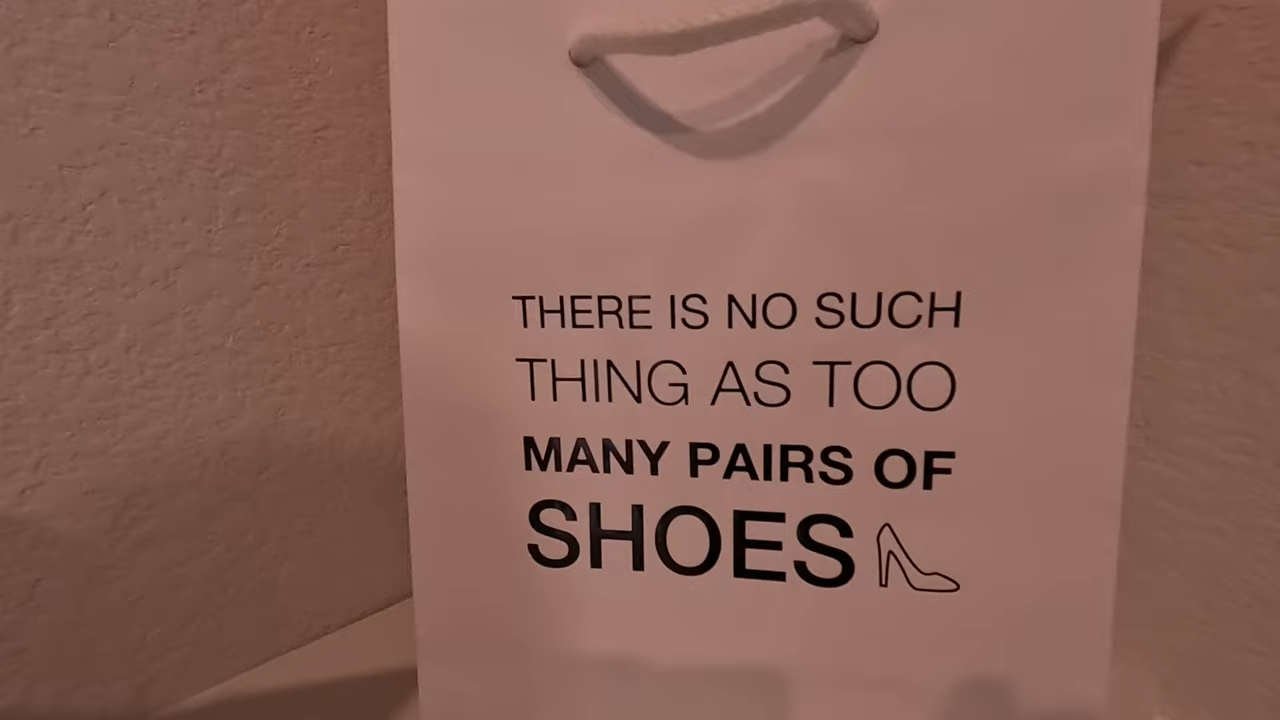 THERE IS NO SUCH
THING AS TOO
MANY PAIRS OF
SHOES